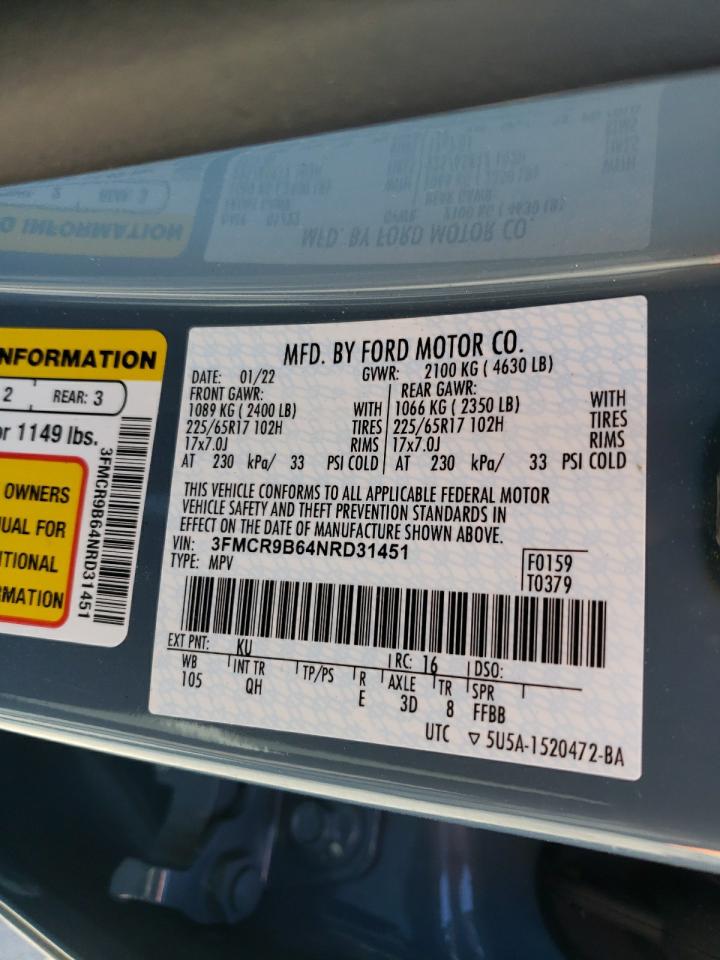 NFORMATION
2 REAR: 3
or 1149 lbs.
OWNERS
UAL FOR
ITIONAL
RMATION
3FMCR9B64NRD31451
MFD. BY FORD MOTOR CO.
DATE: 01/22 GVWR: 2100 KG ( 4630 LB)
FRONT GAWR: REAR GAWR:
1089 KG ( 2400 LB) WITH 1066 KG ( 2350 LB) WITH
225/65R17 102H TIRES 225/65R17 102H TIRES
17x7.0J RIMS 17x7.0J RIMS
AT 230 kPa/ 33 PSI COLD AT 230 kPa/ 33 PSI COLD
THIS VEHICLE CONFORMS TO ALL APPLICABLE FEDERAL MOTOR
VEHICLE SAFETY AND THEFT PREVENTION STANDARDS IN
EFFECT ON THE DATE OF MANUFACTURE SHOWN ABOVE.
VIN: 3FMCR9B64NRD31451
TYPE: MPV
F0159
T0379
EXT PNT: KU RC: 16 DSO:
WB INT TR TP/PS R AXLE TR SPR
105 QH E 3D 8 FFBB
UTC ▽ 5U5A-1520472-BA